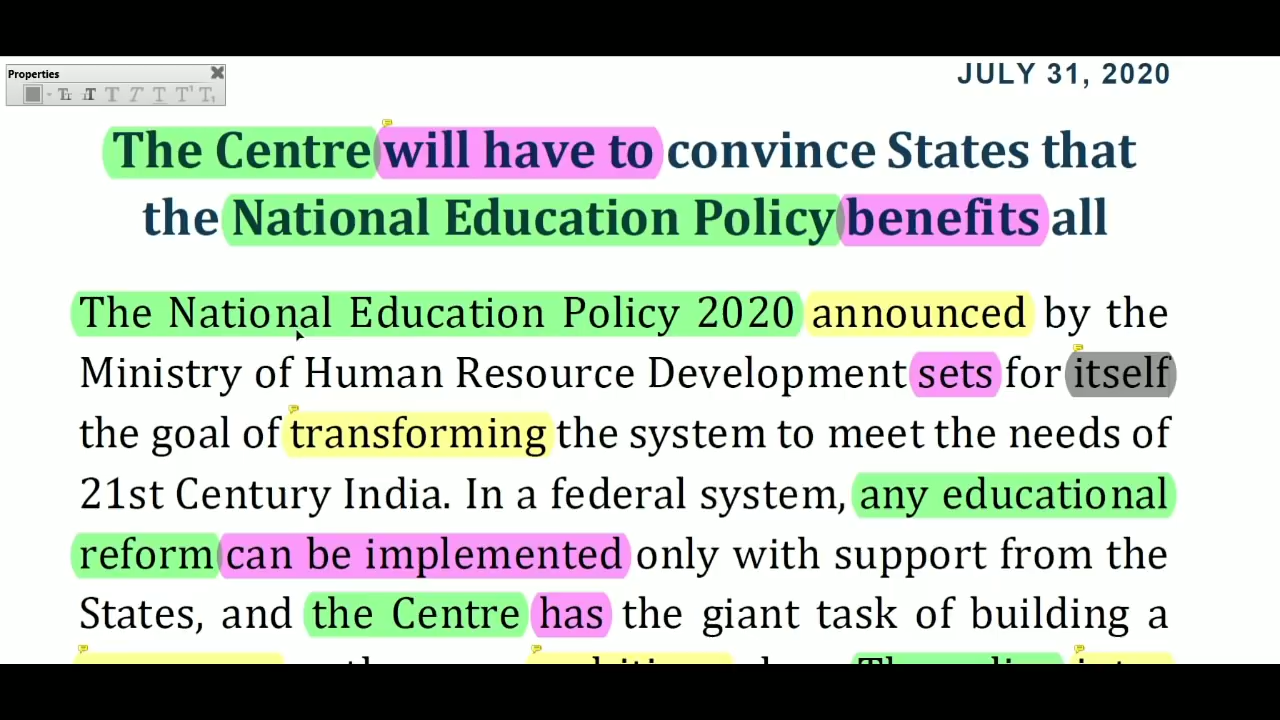 Properties
JULY 31, 2020
The Centre will have to convince States that
the National Education Policy benefits all
The National Education Policy 2020 announced by the
Ministry of Human Resource Development sets for itself
the goal of transforming the system to meet the needs of
21st Century India. In a federal system, any educational
reform can be implemented only with support from the
States, and the Centre has the giant task of building a